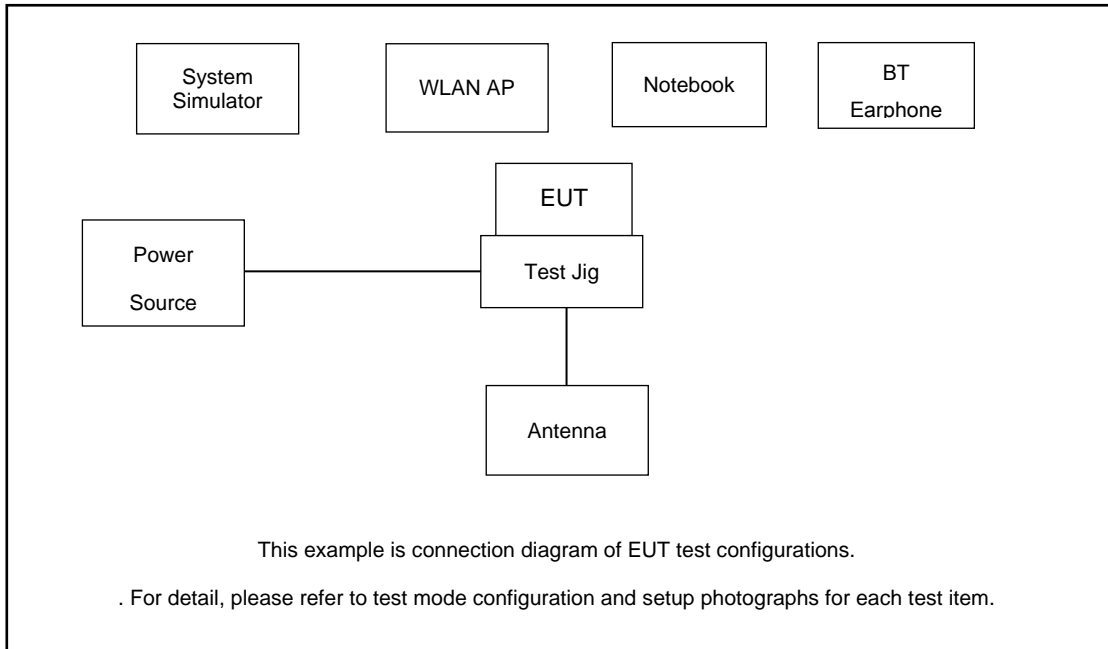 System
Simulator
WLAN AP
Notebook
BT
Earphone
EUT
Power
Source
Test Jig
Antenna
This example is connection diagram of EUT test configurations.
. For detail, please refer to test mode configuration and setup photographs for each test item.